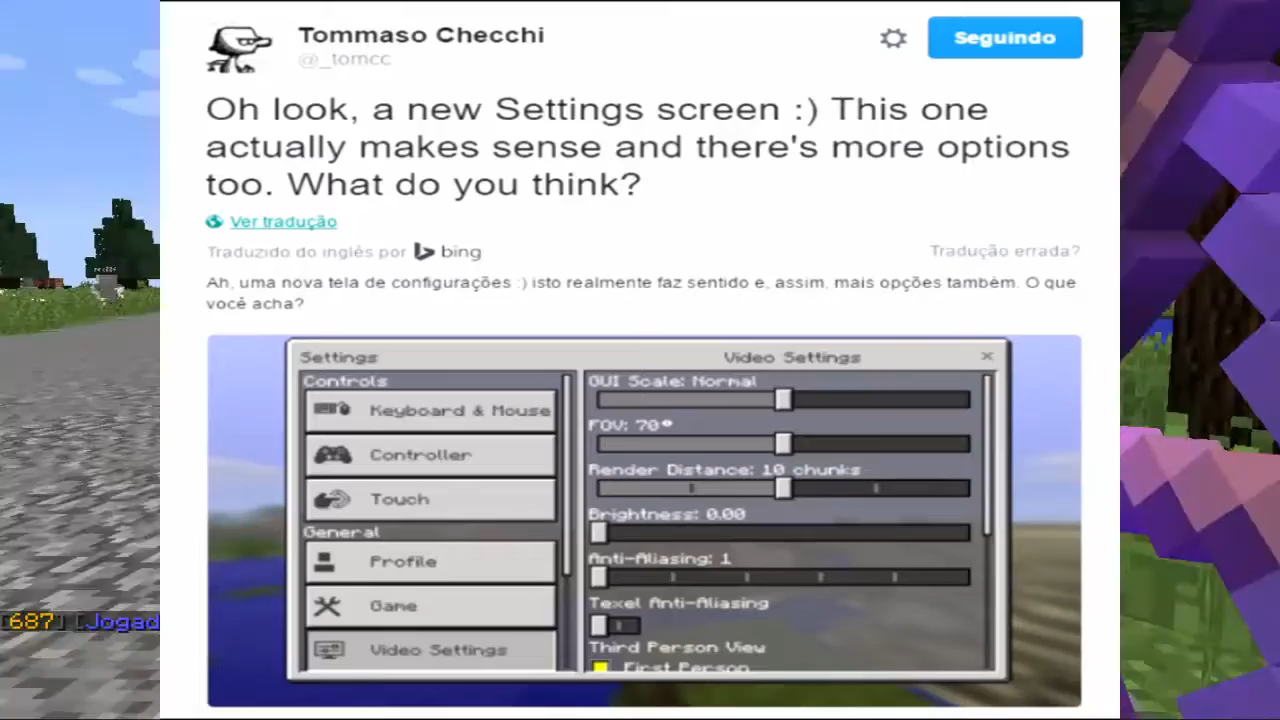 Tommaso Checchi
@_tomcc
Seguindo
Oh look, a new Settings screen :) This one
actually makes sense and there's more options
too. What do you think?
Ver tradução
Traduzido do inglês por bing
Tradução errada?
Ah, uma nova tela de configurações :) isto realmente faz sentido e, assim, mais opções também. O que
você acha?
Settings
Video Settings
Controls
Keyboard & Mouse
Controller
Touch
General
Profile
Game
Video Settings
GUI Scale: Normal
FOV: 70°
Render Distance: 10 chunks
Brightness: 0.00
Anti-Aliasing: 1
Texel Anti-Aliasing
Third Person View
First Person
[687] [Jogad